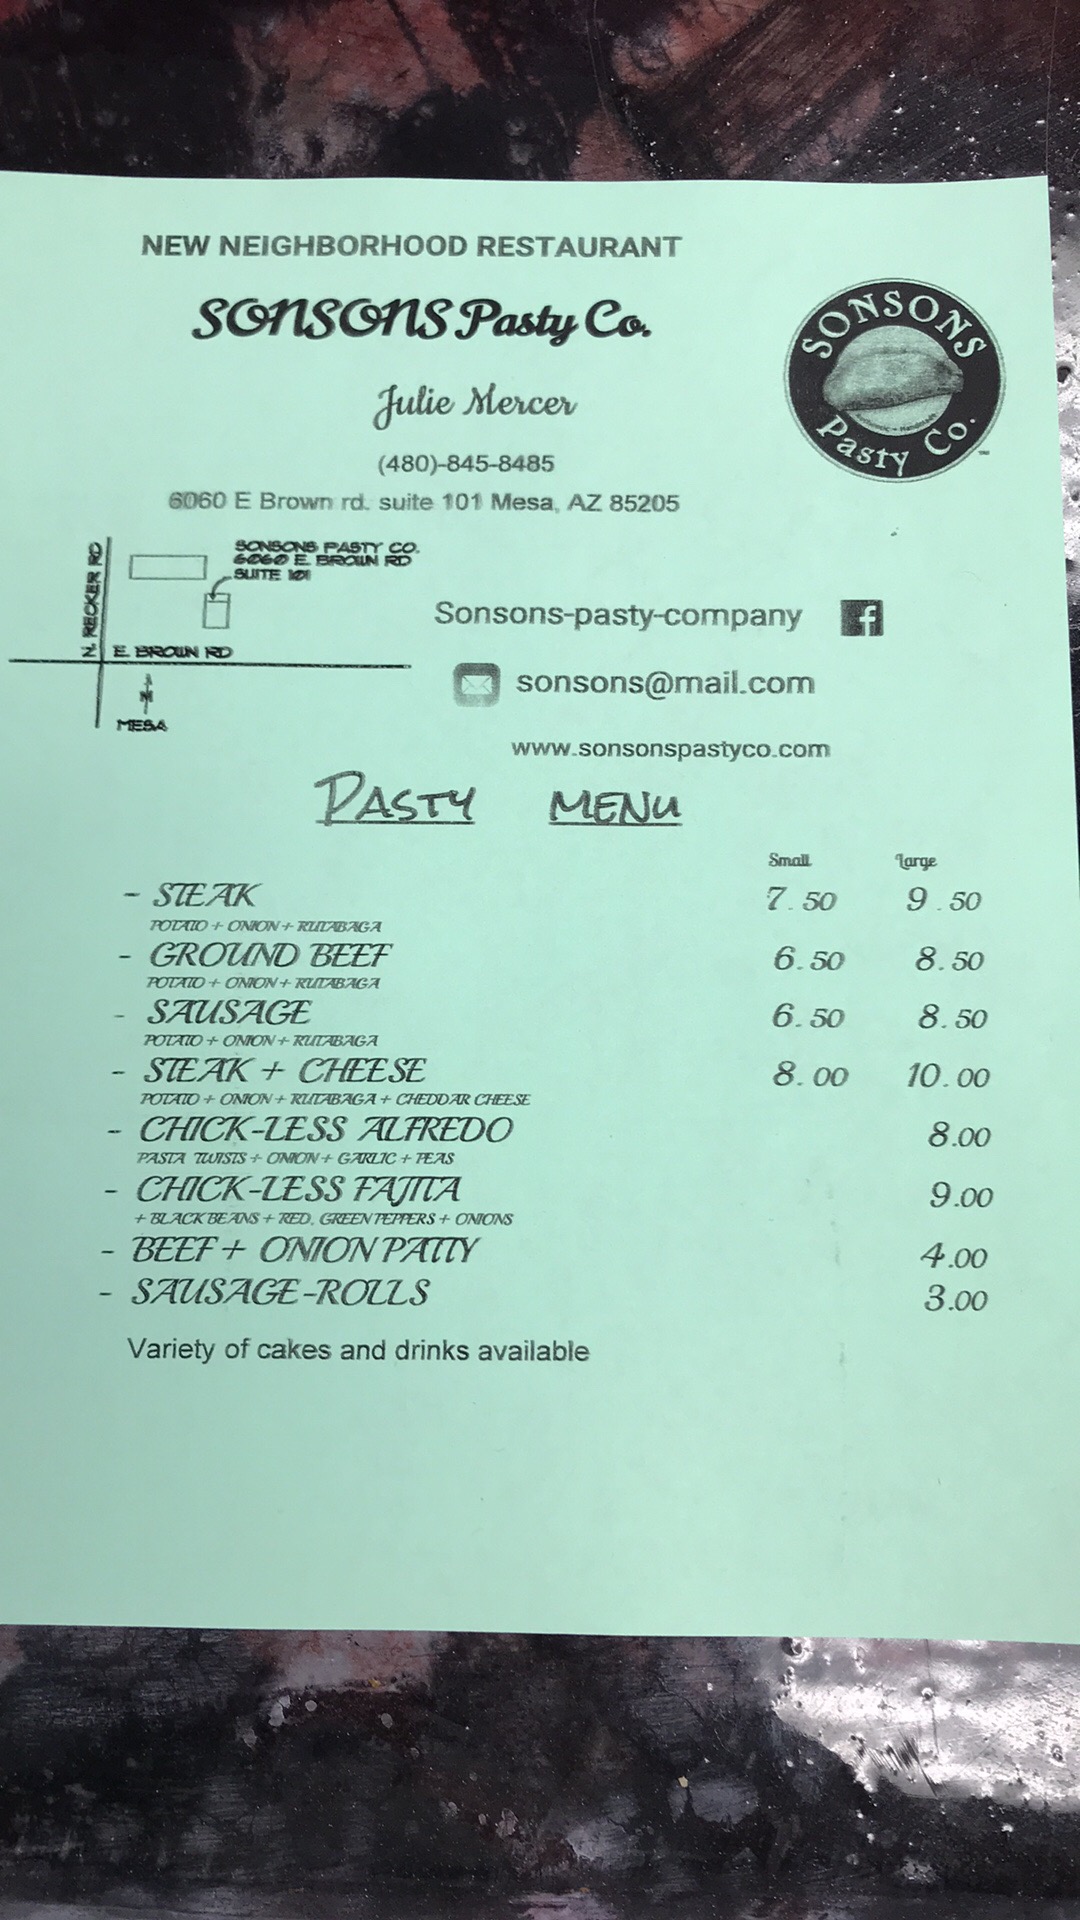 NEW NEIGHBORHOOD RESTAURANT
SONSONS Pasty Co.
SONSONS
Pasty Co.
Julie Mercer
(480)-845-8485
6060 E Brown rd. suite 101 Mesa, AZ 85205
N. RECKER RD
SONSONS PASTY CO.
6060 E. BROWN RD
SUITE 101
E. BROWN RD
N
MESA
Sonsons-pasty-company f
sonsons@mail.com
www.sonsonspastyco.com
PASTY MENU
Small Large
- STEAK 7.50 9.50
POTATO + ONION + RUTABAGA
- GROUND BEEF 6.50 8.50
POTATO + ONION + RUTABAGA
- SAUSAGE 6.50 8.50
POTATO + ONION + RUTABAGA
- STEAK + CHEESE 8.00 10.00
POTATO + ONION + RUTABAGA + CHEDDAR CHEESE
- CHICK-LESS ALFREDO 8.00
PASTA TWISTS + ONION + GARLIC + PEAS
- CHICK-LESS FAJITA 9.00
+ BLACK BEANS + RED, GREEN PEPPERS + ONIONS
- BEEF + ONION PATTY 4.00
- SAUSAGE-ROLLS 3.00
Variety of cakes and drinks available